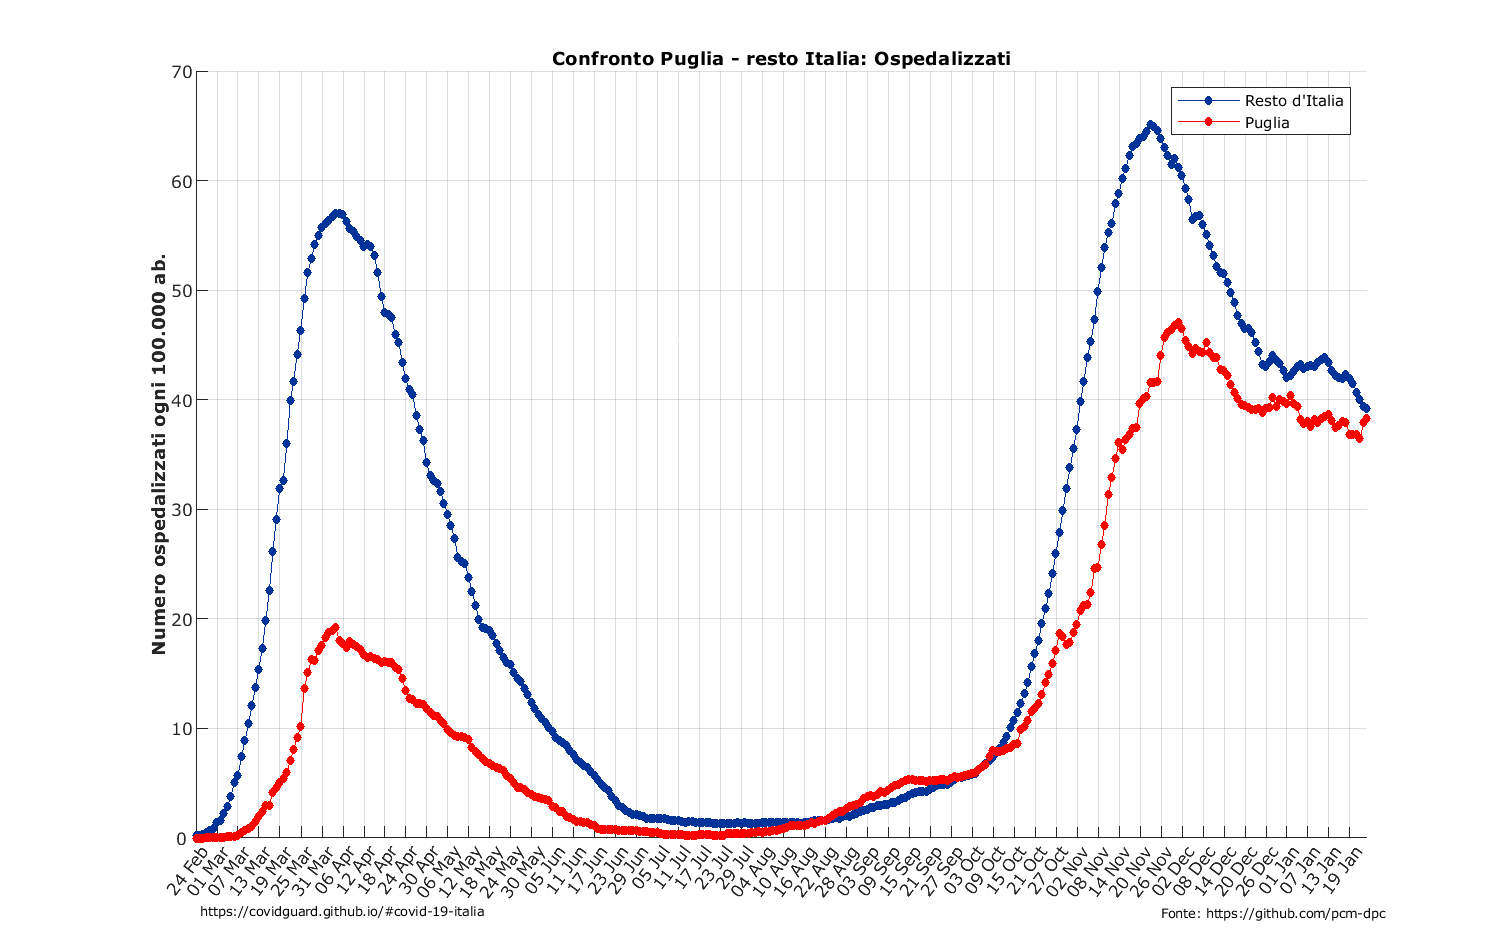 Confronto Puglia - resto Italia: Ospedalizzati
70
60
50
40
30
20
10
0
Numero ospedalizzati ogni 100.000 ab.
Resto d'Italia
Puglia
24 Feb
01 Mar
07 Mar
13 Mar
19 Mar
25 Mar
31 Mar
06 Apr
12 Apr
18 Apr
24 Apr
30 Apr
06 May
12 May
18 May
24 May
30 May
05 Jun
11 Jun
17 Jun
23 Jun
29 Jun
05 Jul
11 Jul
17 Jul
23 Jul
29 Jul
04 Aug
10 Aug
16 Aug
22 Aug
28 Aug
03 Sep
09 Sep
15 Sep
21 Sep
27 Sep
03 Oct
09 Oct
15 Oct
21 Oct
27 Oct
02 Nov
08 Nov
14 Nov
20 Nov
26 Nov
02 Dec
08 Dec
14 Dec
20 Dec
26 Dec
01 Jan
07 Jan
13 Jan
19 Jan
https://covidguard.github.io/#covid-19-italia
Fonte: https://github.com/pcm-dpc